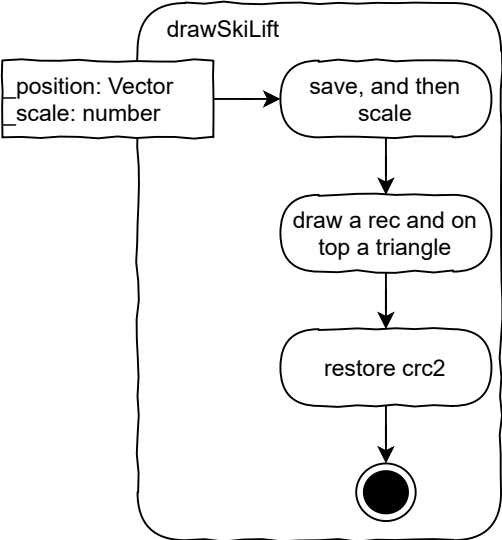 drawSkiLift
_position: Vector
_scale: number
save, and then
scale
draw a rec and on
top a triangle
restore crc2